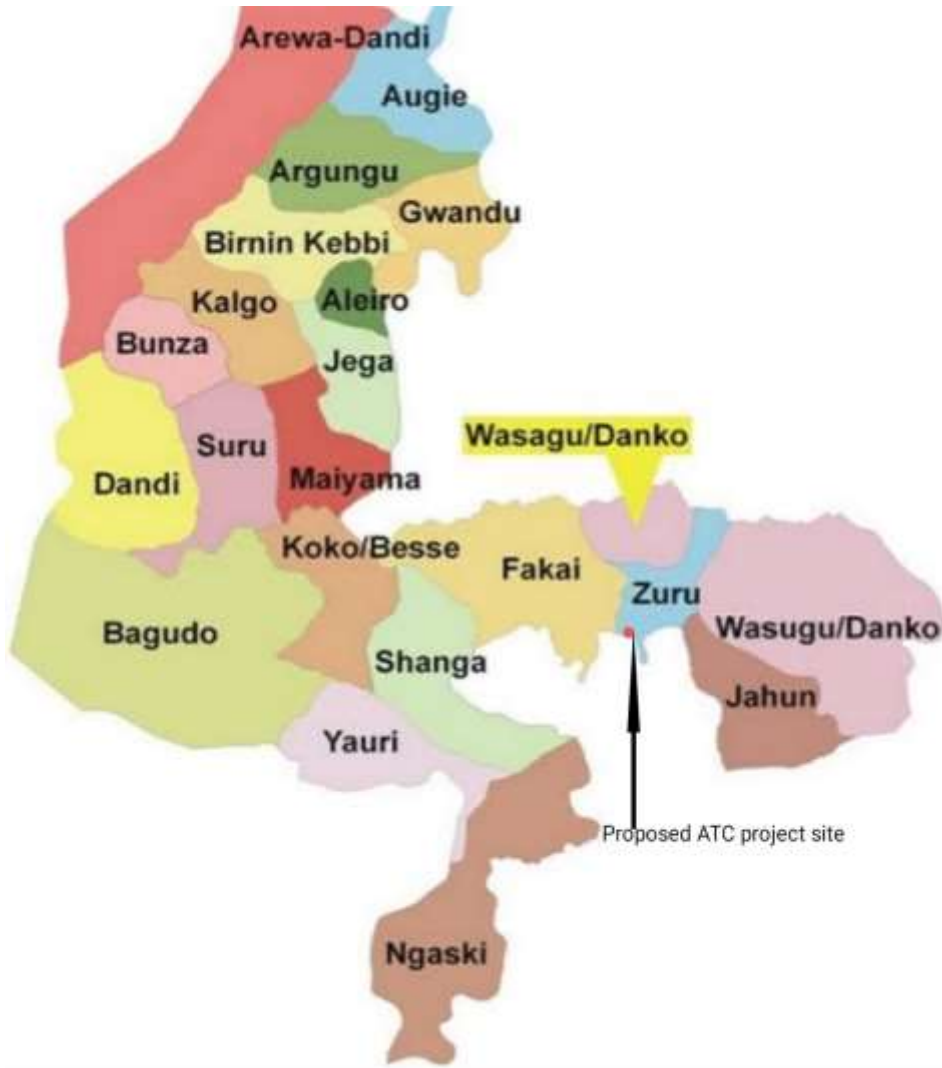 Arewa-Dandi
Augie
Argungu
Gwandu
Birnin Kebbi
Kalgo
Aleiro
Bunza
Jega
Wasagu/Danko
Suru
Dandi
Maiyama
Koko/Besse
Fakai
Zuru
Bagudo
Wasugu/Danko
Shanga
Jahun
Yauri
Proposed ATC project site
Ngaski